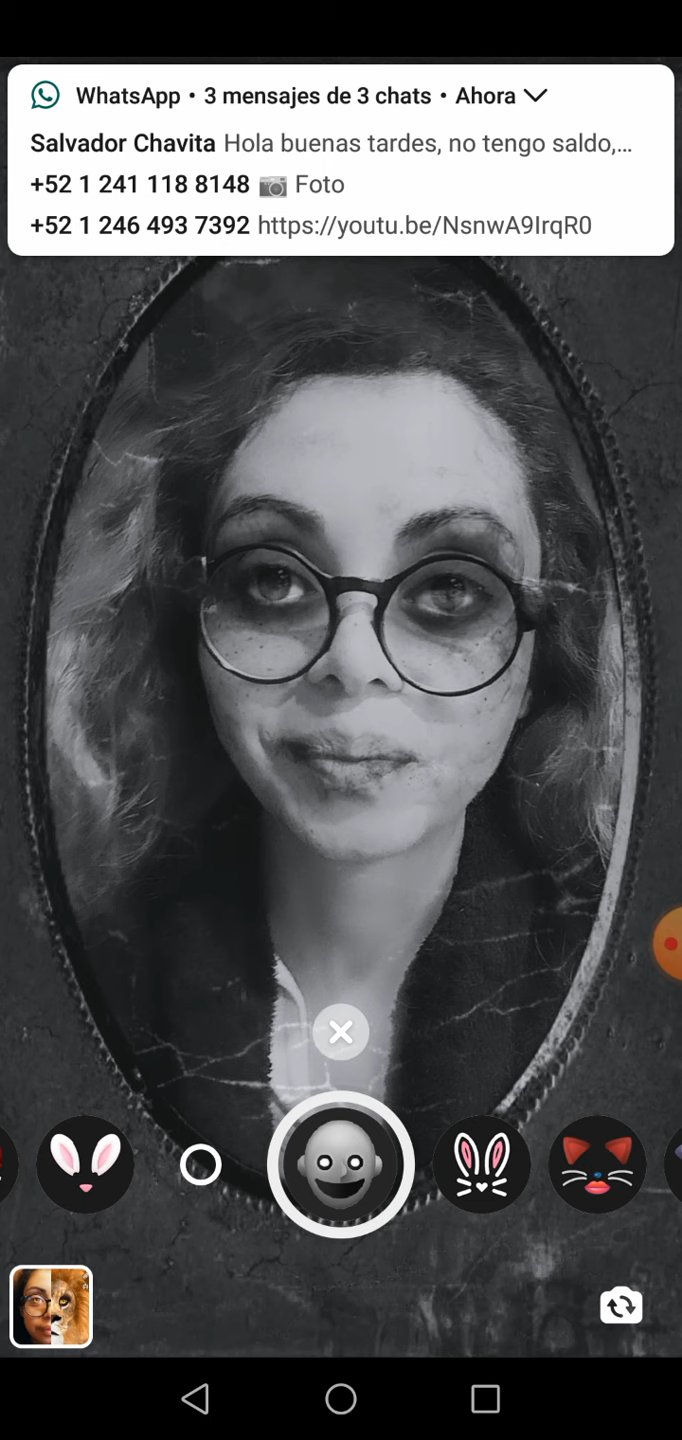 WhatsApp • 3 mensajes de 3 chats • Ahora
Salvador Chavita Hola buenas tardes, no tengo saldo,...
+52 1 241 118 8148 📷 Foto
+52 1 246 493 7392 https://youtu.be/NsnwA9IrqR0